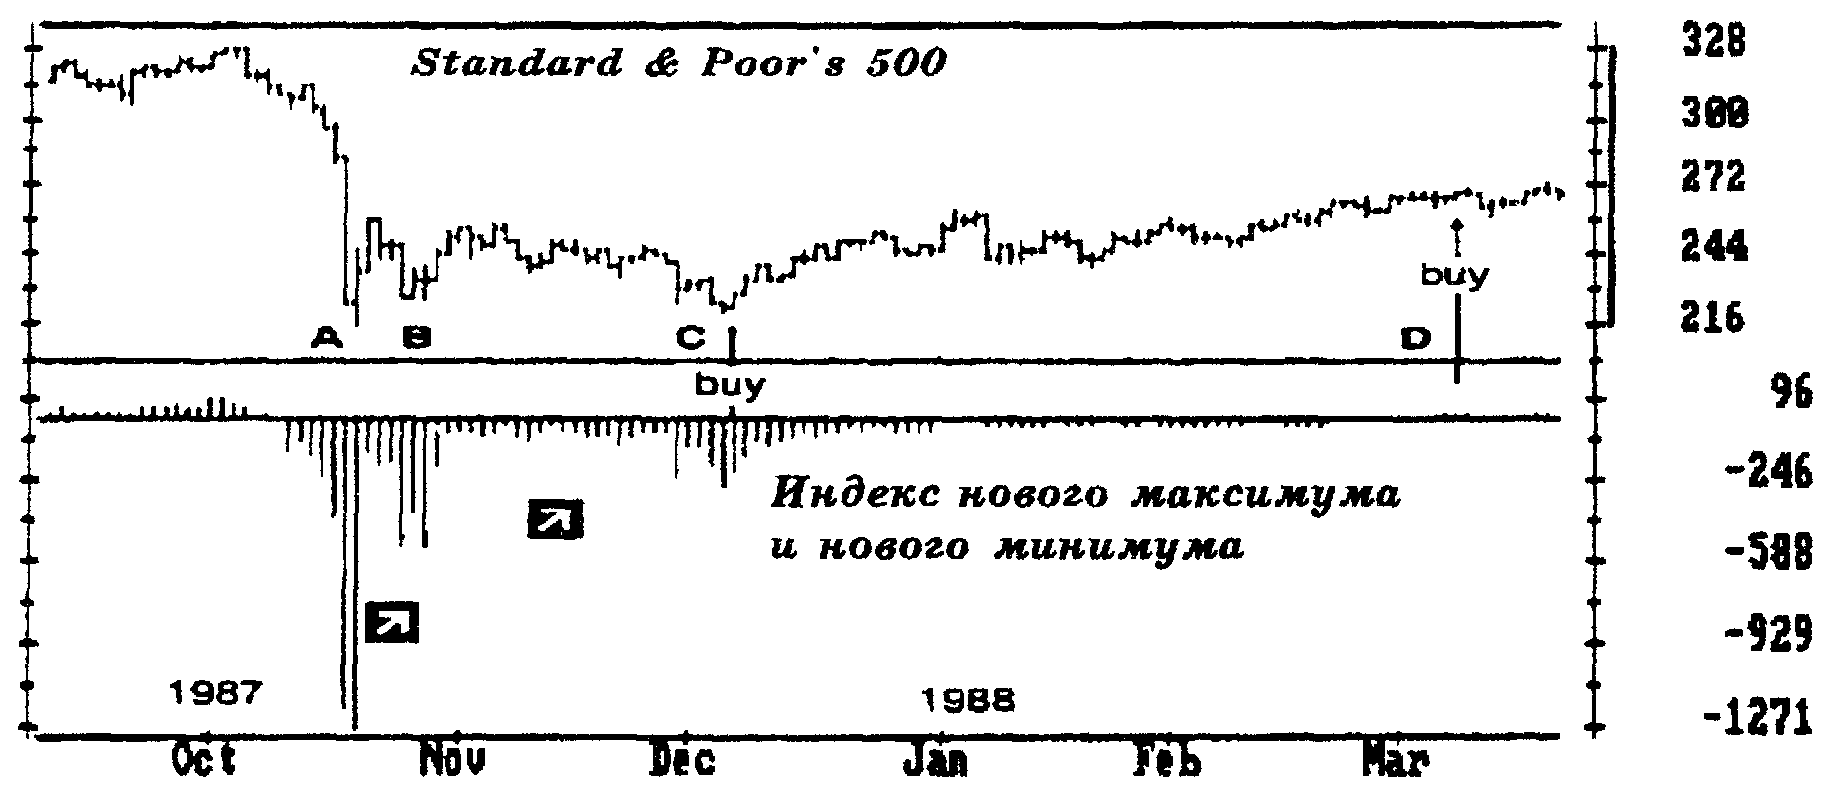 Standard & Poor's 500
328
300
272
244
216
buy
A B C D
buy
96
-246
-588
-929
-1271
Индекс нового максимума
и нового минимума
1987 1988
Oct Nov Dec Jan Feb Mar